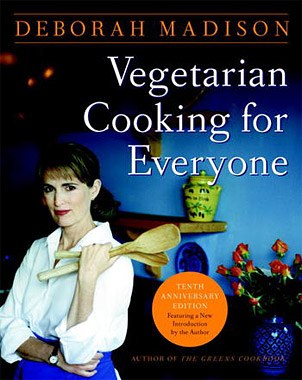 DEBORAH MADISON
Vegetarian
Cooking for
Everyone
TENTH
ANNIVERSARY
EDITION
Featuring a New
Introduction
by the Author
AUTHOR OF THE GREENS COOKBOOK